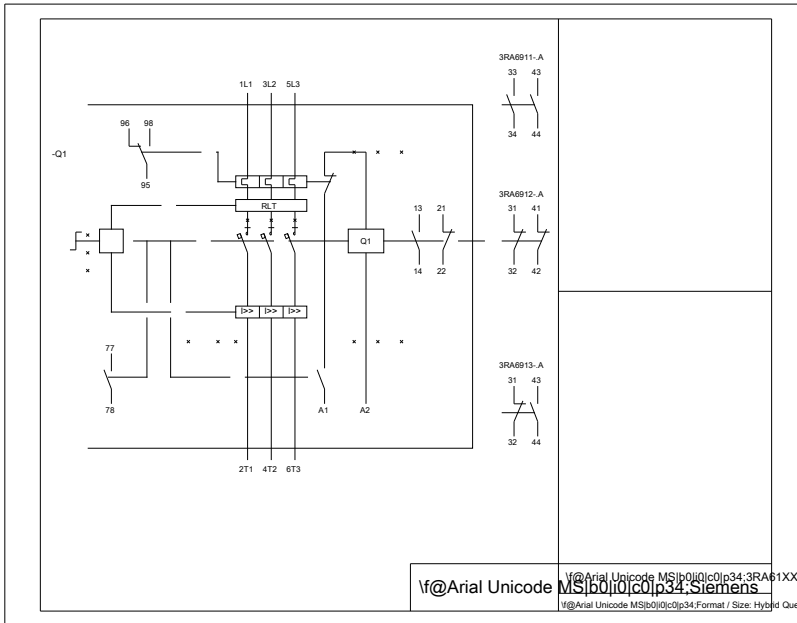 3RA6911-.A
33 43
1L1 3L2 5L3
96 98
34 44
-Q1
95
3RA6912-.A
RLT
13 21
31 41
Q1
14 22
32 42
I>> I>> I>>
77
3RA6913-.A
31 43
78
A1 A2
32 44
2T1 4T2 6T3
\f@Arial Unicode MS|b0|i0|c0|p34;Siemens
\f@Arial Unicode MS|b0|i0|c0|p34;3RA61XX
\f@Arial Unicode MS|b0|i0|c0|p34;Format / Size: Hybrid Que